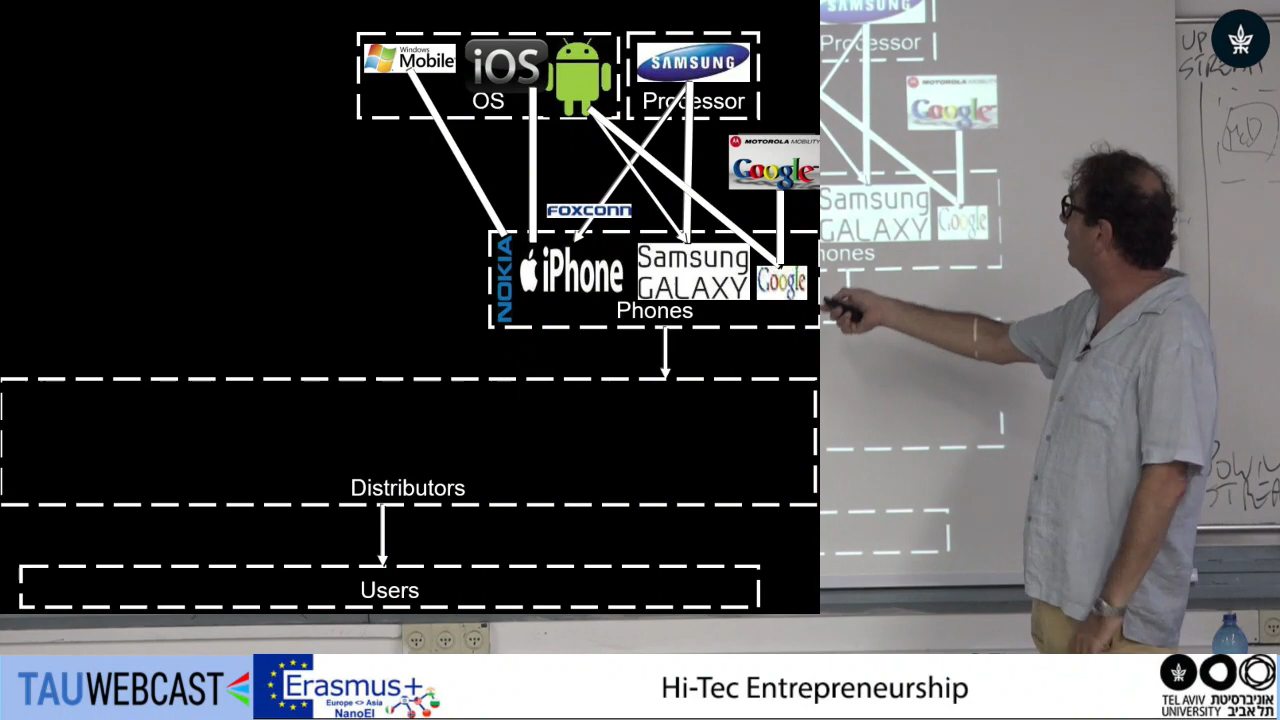 Windows
Mobile
iOS
OS
SAMSUNG
Processor
MOTOROLA MOBILITY
Google
FOXCONN
NOKIA
iPhone
Samsung
GALAXY
Google
Phones
Distributors
Users
SAMSUNG
Processor
MOTOROLA MOBILITY
Google
Samsung
GALAXY
Google
hones
UP
STREAM
TAUWEBCAST
Erasmus+
Europe <> Asia
NanoEl
Hi-Tec Entrepreneurship
TEL AVIV אוניברסיטת
UNIVERSITY תל אביב